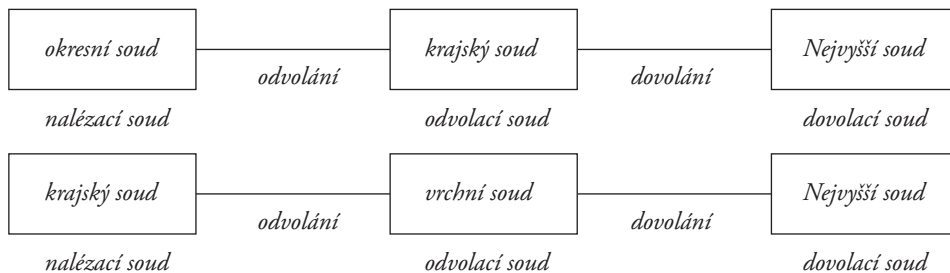 okresní soud krajský soud Nejvyšší soud
odvolání dovolání
nalézací soud odvolací soud dovolací soud
krajský soud vrchní soud Nejvyšší soud
odvolání dovolání
nalézací soud odvolací soud dovolací soud